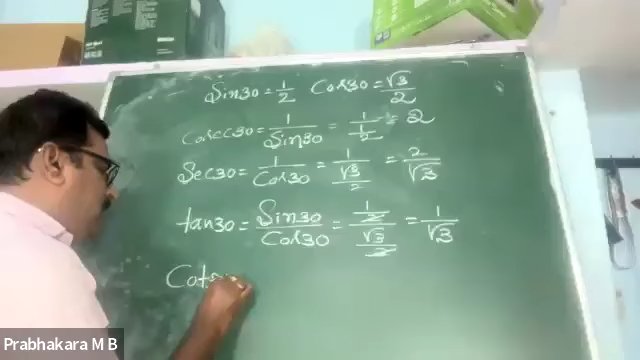 Sin30 = 1/2 Cos30 = √3/2
Cosec30 = 1/Sin30 = 1/(1/2) = 2
Sec30 = 1/Cos30 = 1/(√3/2) = 2/√3
tan30 = Sin30/Cos30 = (1/2)/(√3/2) = 1/√3
Cot
Prabhakara M B